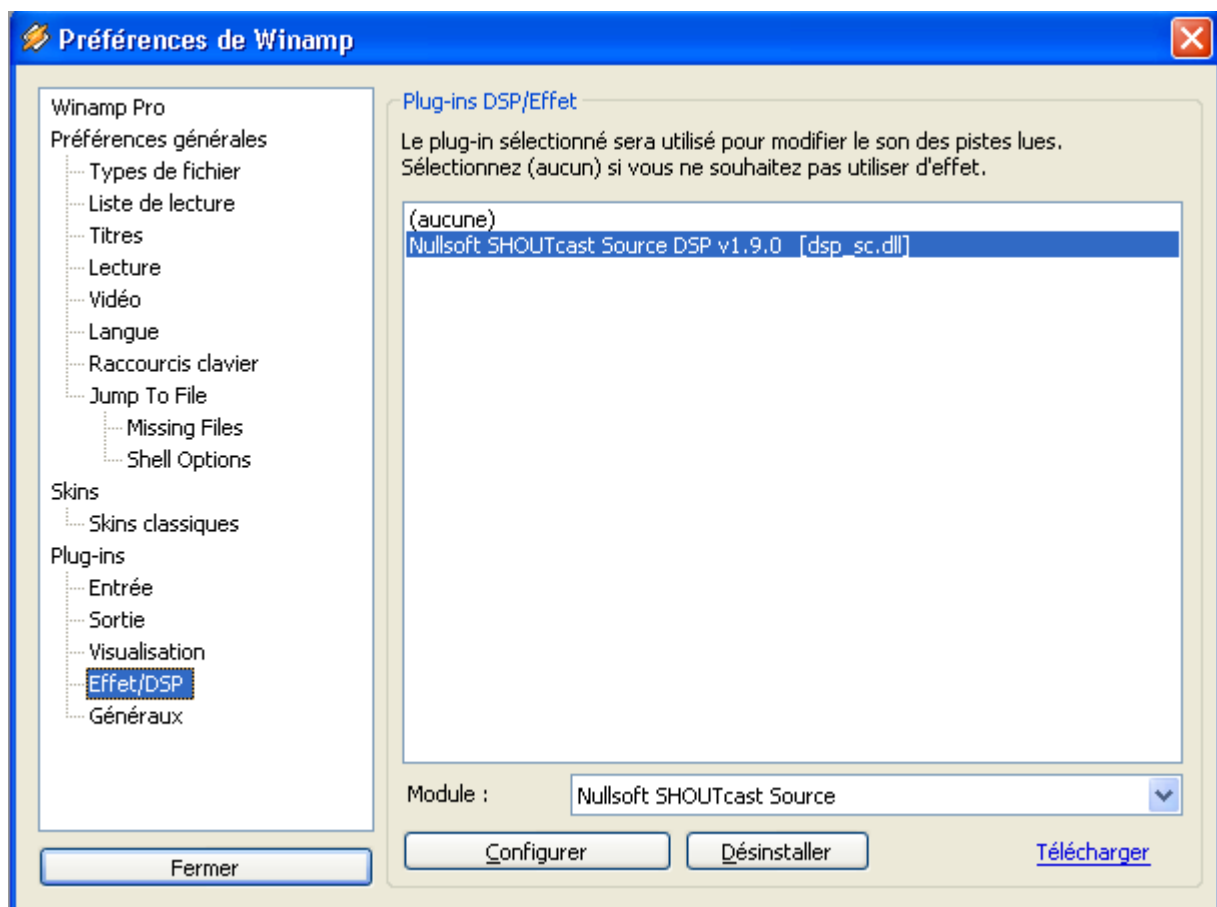 Préférences de Winamp
Winamp Pro
Préférences générales
Types de fichier
Liste de lecture
Titres
Lecture
Vidéo
Langue
Raccourcis clavier
Jump To File
Missing Files
Shell Options
Skins
Skins classiques
Plug-ins
Entrée
Sortie
Visualisation
Effet/DSP
Généraux
Fermer
Plug-ins DSP/Effet
Le plug-in sélectionné sera utilisé pour modifier le son des pistes lues.
Sélectionnez (aucun) si vous ne souhaitez pas utiliser d'effet.
(aucune)
Nullsoft SHOUTcast Source DSP v1.9.0 [dsp_sc.dll]
Module : Nullsoft SHOUTcast Source
Configurer Désinstaller Télécharger